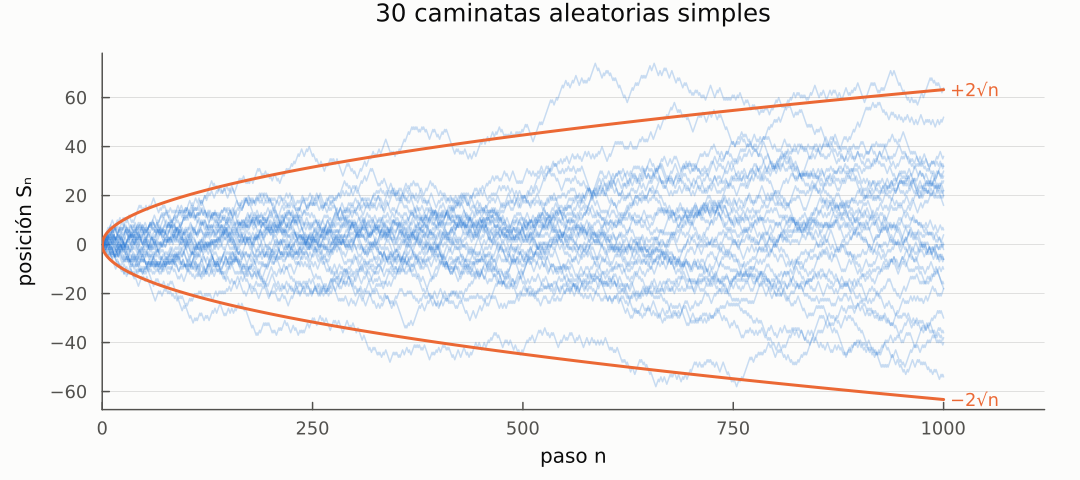 30 caminatas aleatorias simples
posición Sₙ
60
40
20
0
−20
−40
−60
+2√n
−2√n
0 250 500 750 1000
paso n